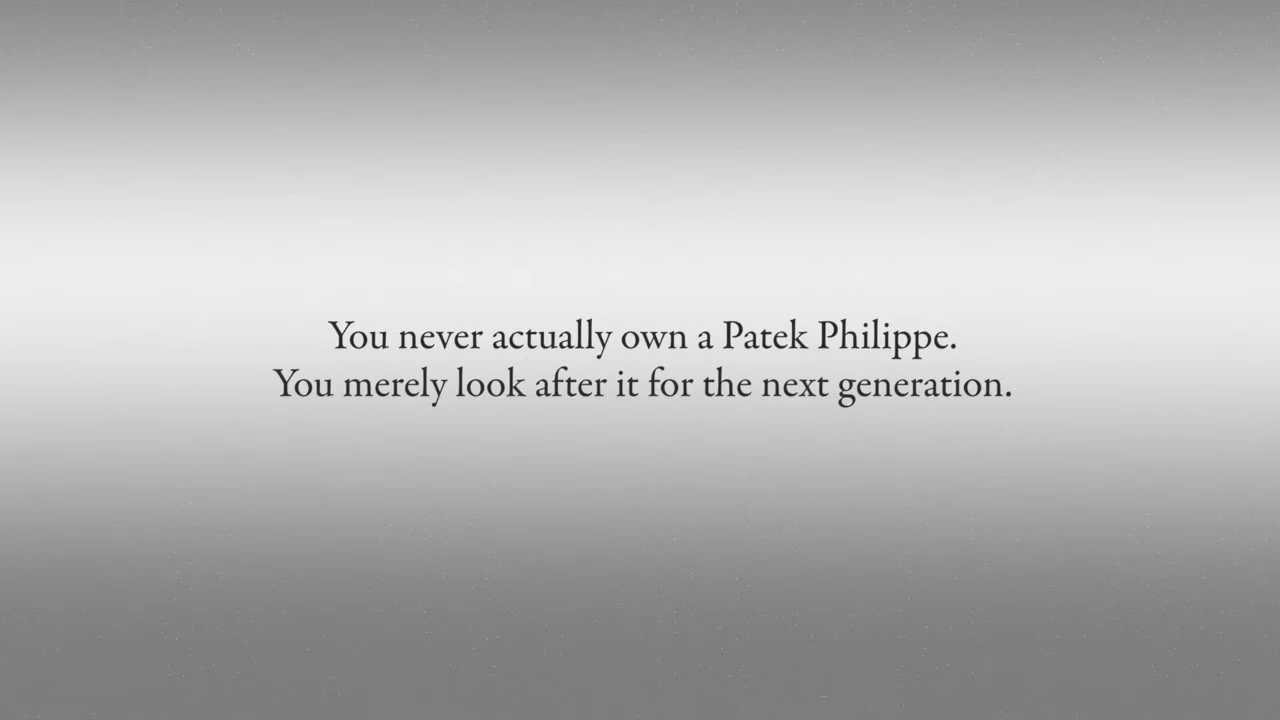 You never actually own a Patek Philippe.
You merely look after it for the next generation.